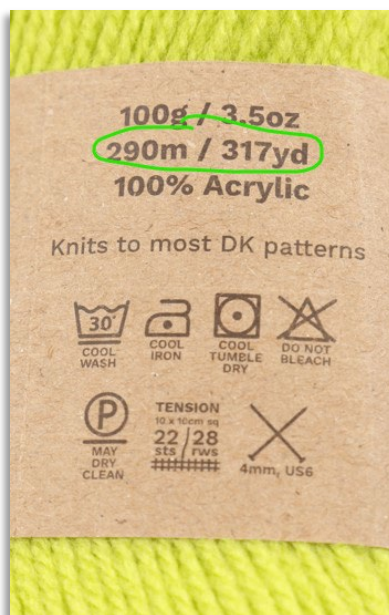 100g / 3.5oz
290m / 317yd
100% Acrylic
Knits to most DK patterns
30°
COOL
WASH
COOL
IRON
COOL
TUMBLE
DRY
DO NOT
BLEACH
P
MAY
DRY
CLEAN
TENSION
10 x 10cm sq
22 / 28
sts / rws
4mm, US6